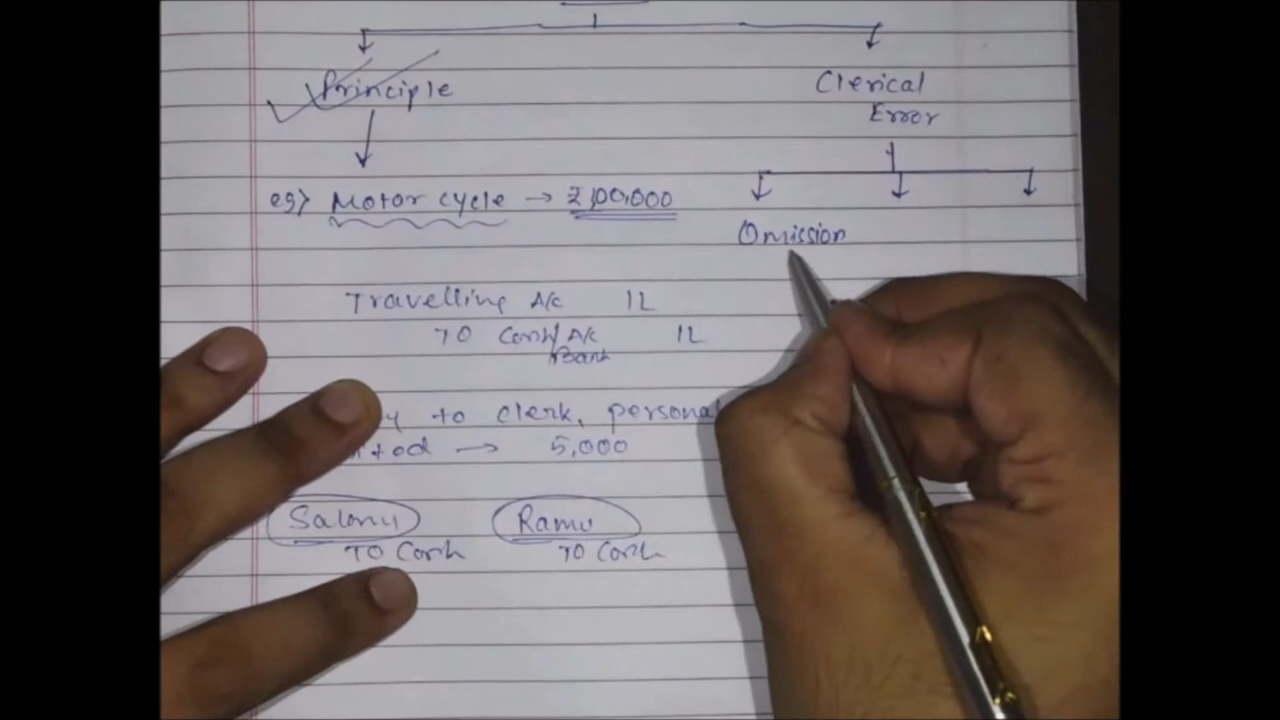 Principle
Clerical
Error
eg> Motor cycle → ₹1,00,000
Omission
Travelling A/c 1L
To Cash/ A/c 1L
Bank
y to clerk, personal
→ 5,000
Salary Ramu
To Cash To Cash